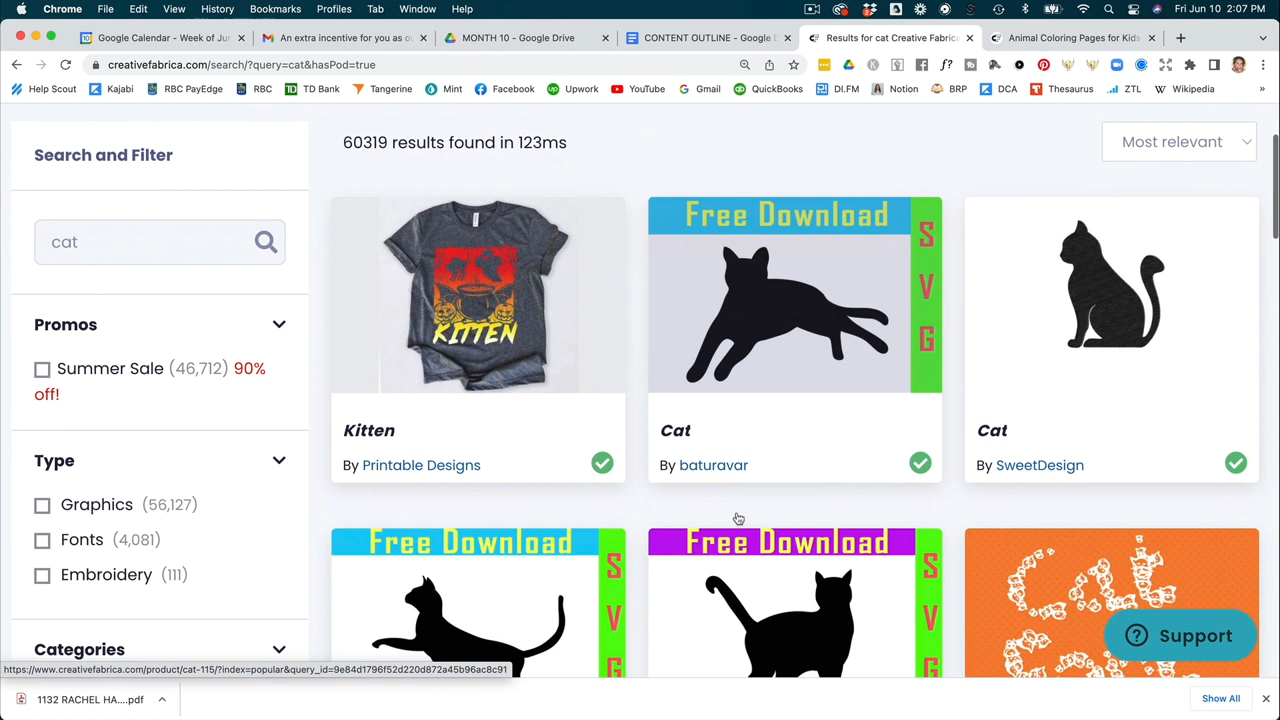 Chrome File Edit View History Bookmarks Profiles Tab Window Help Fri Jun 10 2:07 PM
Google Calendar - Week of Jun An extra incentive for you as ou MONTH 10 - Google Drive CONTENT OUTLINE - Google D Results for cat Creative Fabrica Animal Coloring Pages for Kids
creativefabrica.com/search/?query=cat&hasPod=true
Help Scout Kajabi RBC PayEdge RBC TD Bank Tangerine Mint Facebook Upwork YouTube Gmail QuickBooks DI.FM Notion BRP DCA Thesaurus ZTL Wikipedia »
Search and Filter
60319 results found in 123ms
Most relevant
cat
Promos
Summer Sale (46,712) 90%
off!
Type
Graphics (56,127)
Fonts (4,081)
Embroidery (111)
Categories
KITTEN
Free Download
S
V
G
Kitten
By Printable Designs
Cat
By baturavar
Cat
By SweetDesign
Free Download
S
V
G
Free Download
S
V
G
Cat
Support
https://www.creativefabrica.com/product/cat-115/?index=popular&query_id=9e84d1796f52d220d872a45b96ac8c91
1132 RACHEL HA....pdf
Show All